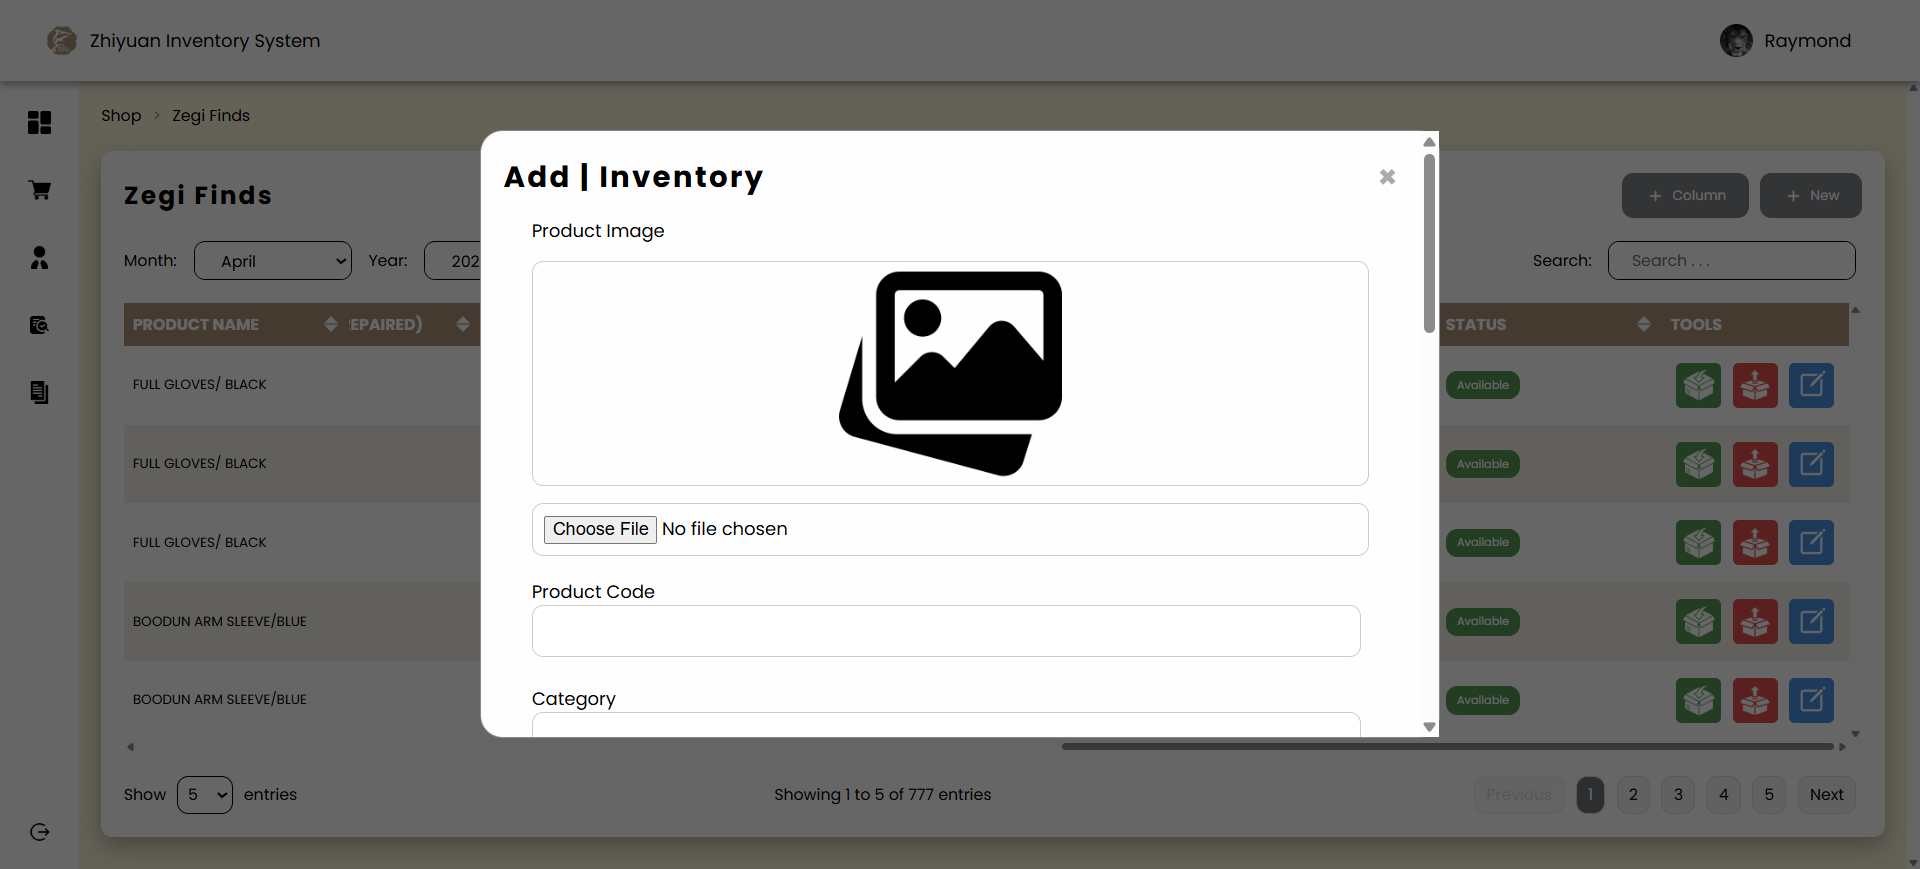 Zhiyuan Inventory System
Raymond
Shop > Zegi Finds
Zegi Finds
+ Column
+ New
Month: April Year: 202
Search: Search . . .
PRODUCT NAME EPAIRED) STATUS TOOLS
FULL GLOVES/ BLACK Available
FULL GLOVES/ BLACK Available
FULL GLOVES/ BLACK Available
BOODUN ARM SLEEVE/BLUE Available
BOODUN ARM SLEEVE/BLUE Available
Show 5 entries
Showing 1 to 5 of 777 entries
Previous 1 2 3 4 5 Next
Add | Inventory
Product Image
Choose File No file chosen
Product Code
Category